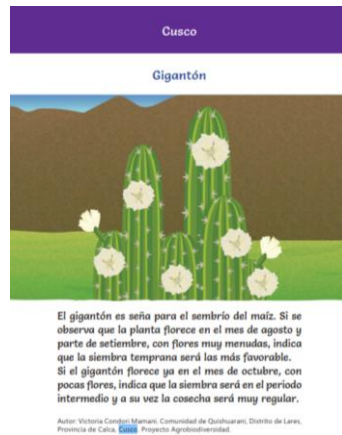 Cusco
Gigantón
El gigantón es seña para el sembrío del maíz. Si se
observa que la planta florece en el mes de agosto y
parte de setiembre, con flores muy menudas, indica
que la siembra temprana será las más favorable.
Si el gigantón florece ya en el mes de octubre, con
pocas flores, indica que la siembra será en el periodo
intermedio y a su vez la cosecha será muy regular.
Autor: Victoria Condori Mamani. Comunidad de Quishuarani, Distrito de Lares,
Provincia de Calca, Cusco. Proyecto Agrobiodiversidad.